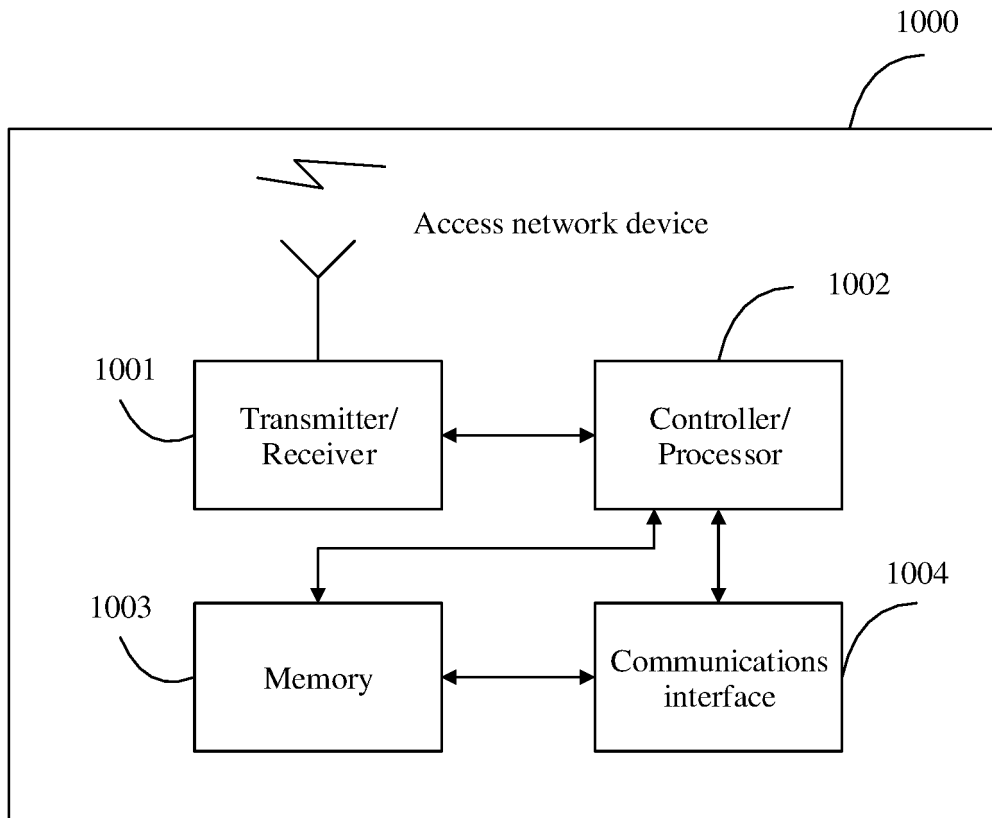 1000
Access network device
1002
1001
Transmitter/
Receiver
Controller/
Processor
1004
1003
Memory
Communications
interface